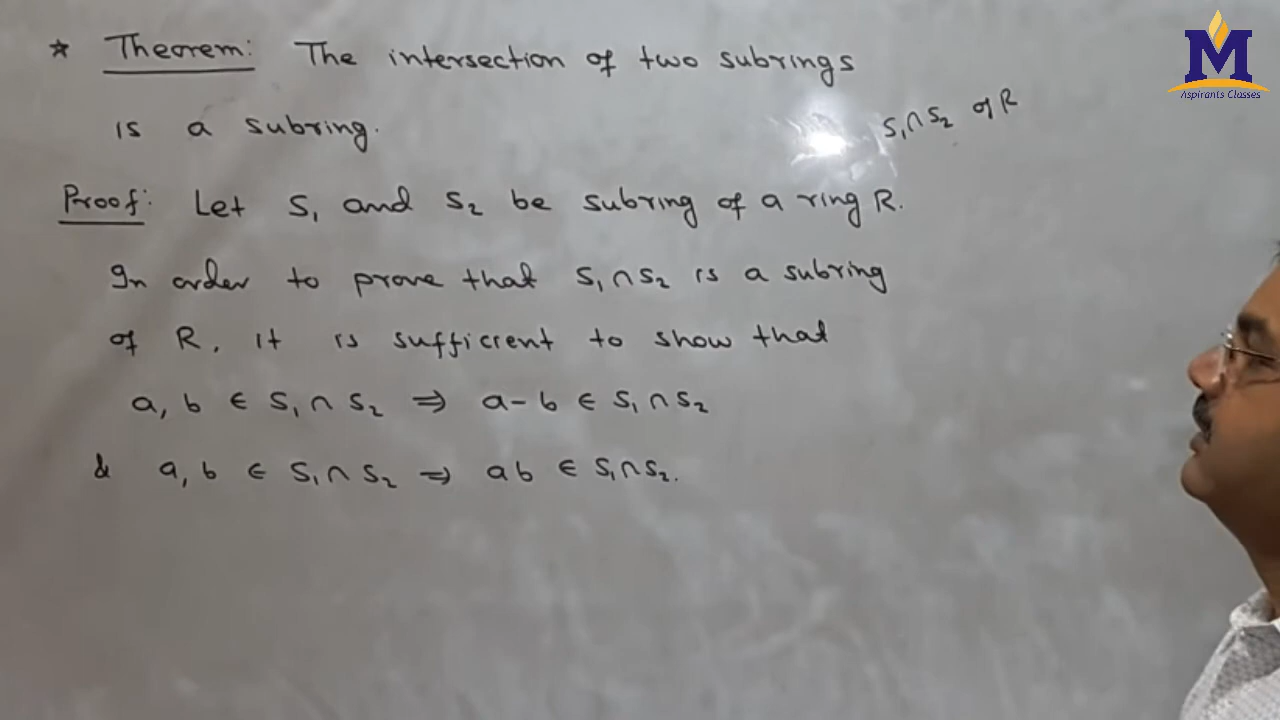 * Theorem: The intersection of two subrings
is a subring.
S₁∩S₂ of R
Proof: Let S₁ and S₂ be subring of a ring R.
In order to prove that S₁∩S₂ is a subring
of R, it is sufficient to show that
a, b ∈ S₁ ∩ S₂ ⇒ a-b ∈ S₁ ∩ S₂
& a, b ∈ S₁ ∩ S₂ ⇒ ab ∈ S₁∩S₂.
M
Aspirants Classes